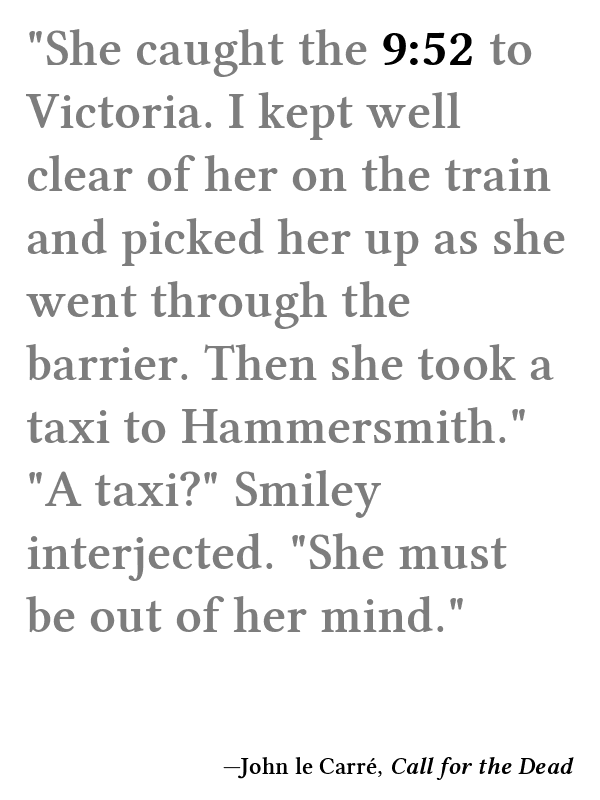 "She caught the 9:52 to
Victoria. I kept well
clear of her on the train
and picked her up as she
went through the
barrier. Then she took a
taxi to Hammersmith."
"A taxi?" Smiley
interjected. "She must
be out of her mind."
—John le Carré, Call for the Dead